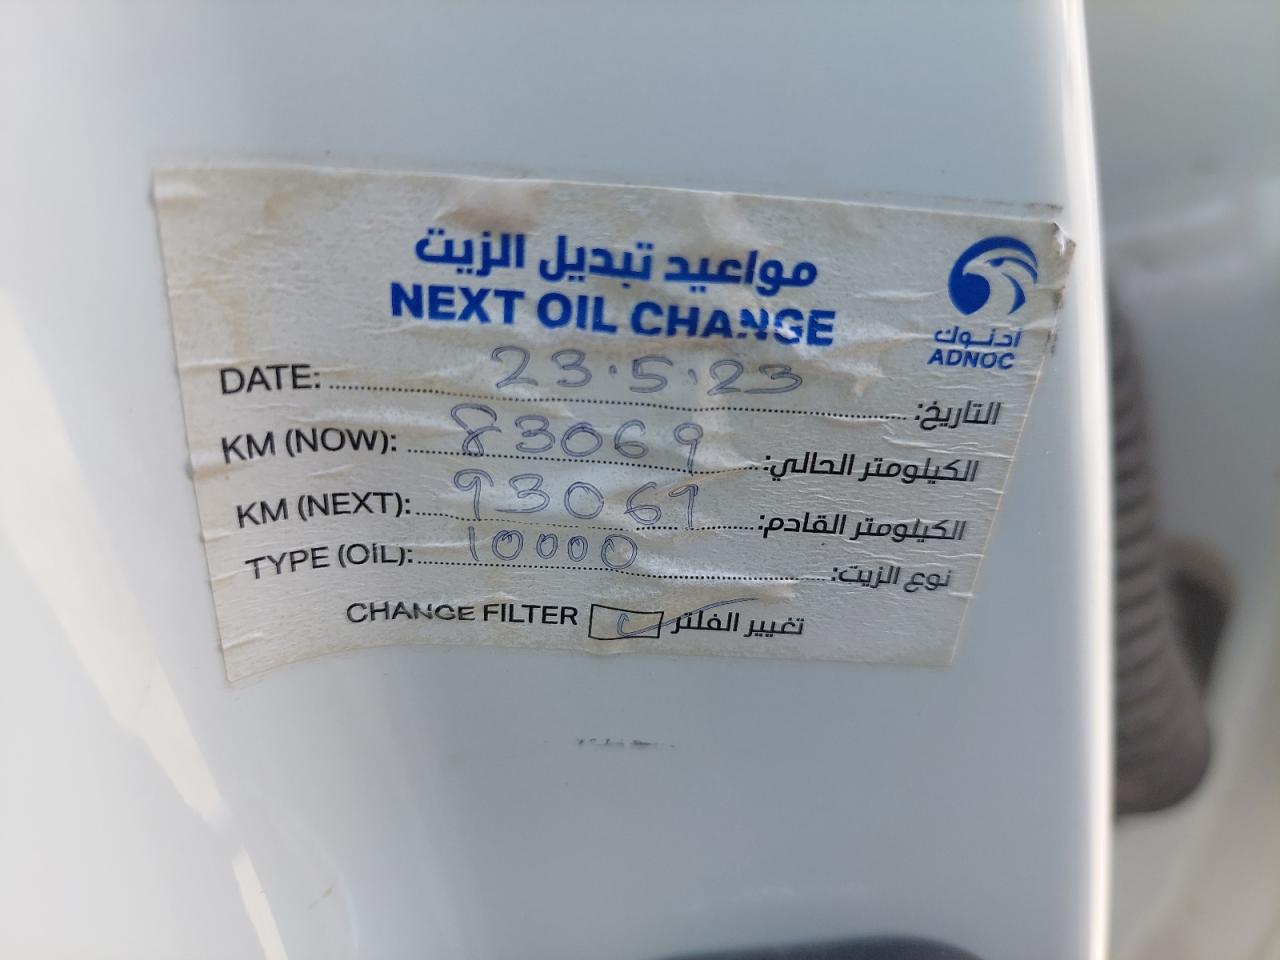 مواعيد تبديل الزيت
NEXT OIL CHANGE
أدنوك
ADNOC
DATE: 23.5.23 التاريخ:
KM (NOW): 83069 الكيلومتر الحالي:
KM (NEXT): 93069 الكيلومتر القادم:
TYPE (OIL): 10000 نوع الزيت:
CHANGE FILTER تغيير الفلتر